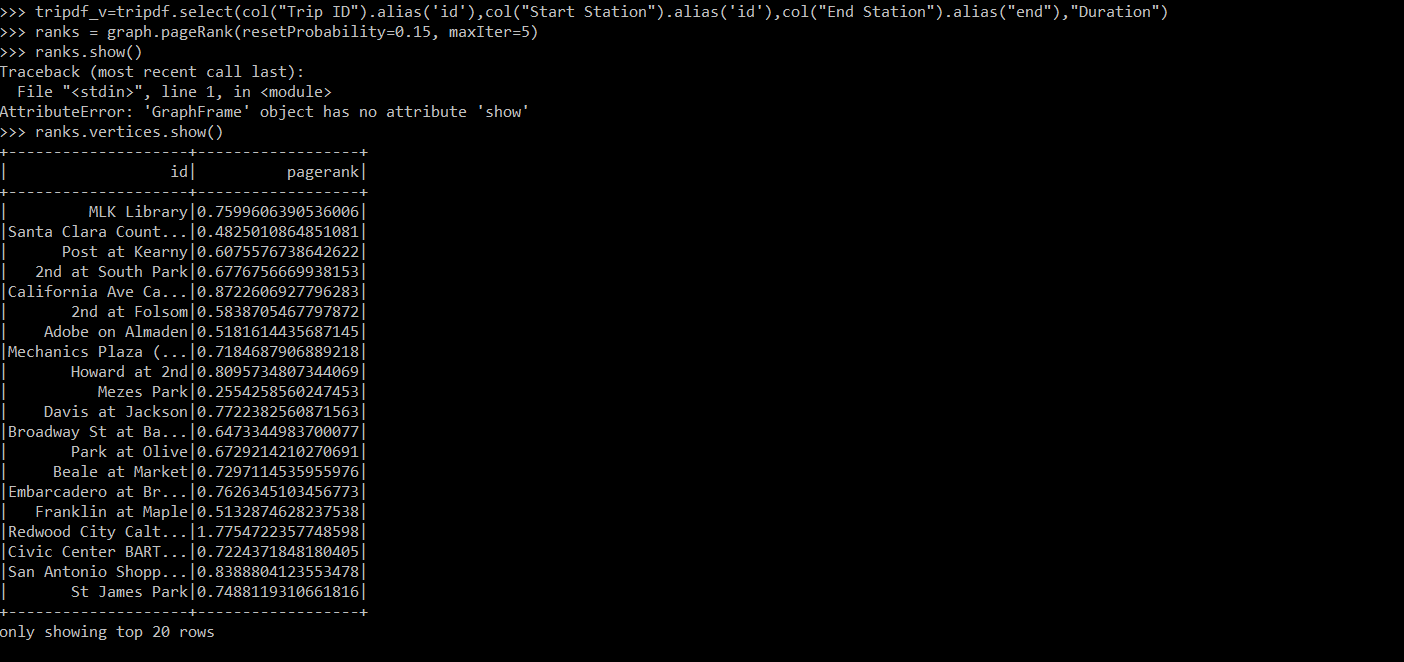 >>> tripdf_v=tripdf.select(col("Trip ID").alias('id'),col("Start Station").alias('id'),col("End Station").alias("end"),"Duration")
>>> ranks = graph.pageRank(resetProbability=0.15, maxIter=5)
>>> ranks.show()
Traceback (most recent call last):
  File "<stdin>", line 1, in <module>
AttributeError: 'GraphFrame' object has no attribute 'show'
>>> ranks.vertices.show()
+--------------------+------------------+
|                  id|          pagerank|
+--------------------+------------------+
|         MLK Library|0.7599606390536006|
|Santa Clara Count...|0.4825010864851081|
|      Post at Kearny|0.6075576738642622|
|   2nd at South Park|0.6776756669938153|
|California Ave Ca...|0.8722606927796283|
|       2nd at Folsom|0.5838705467797872|
|    Adobe on Almaden|0.5181614435687145|
|Mechanics Plaza (...|0.7184687906889218|
|       Howard at 2nd|0.8095734807344069|
|          Mezes Park|0.2554258560247453|
|    Davis at Jackson|0.7722382560871563|
|Broadway St at Ba...|0.6473344983700077|
|       Park at Olive|0.6729214210270691|
|     Beale at Market|0.7297114535955976|
|Embarcadero at Br...|0.7626345103456773|
|   Franklin at Maple|0.5132874628237538|
|Redwood City Calt...|1.7754722357748598|
|Civic Center BART...|0.7224371848180405|
|San Antonio Shopp...|0.8388804123553478|
|       St James Park|0.7488119310661816|
+--------------------+------------------+
only showing top 20 rows